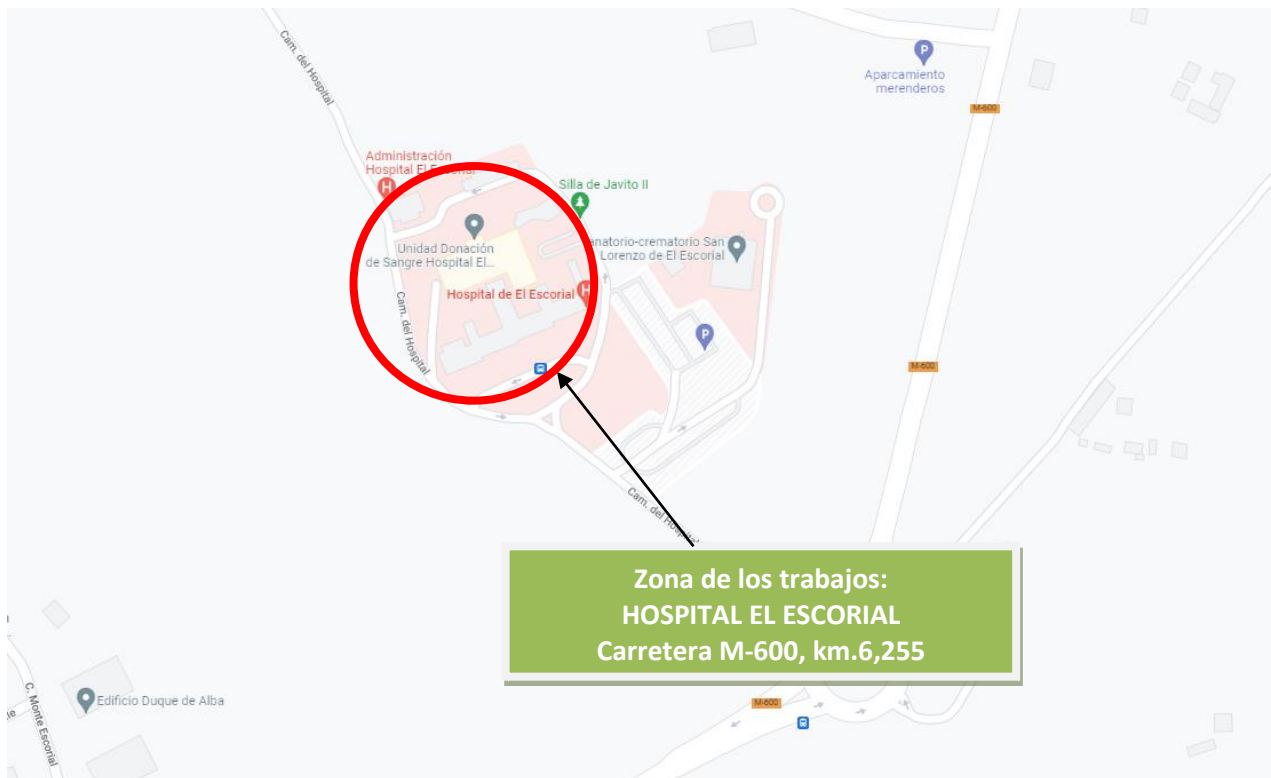 Cam. del Hospital
Aparcamiento
merenderos
M-600
Administración
Hospital El Escorial
Silla de Javito II
Unidad Donación
de Sangre Hospital El...
anatorio-crematorio San
Lorenzo de El Escorial
Hospital de El Escorial
Cam. del Hospital
M-600
Cam. del Hospital
Zona de los trabajos:
HOSPITAL EL ESCORIAL
Carretera M-600, km.6,255
Edificio Duque de Alba
C. Monte Escorial
M-600